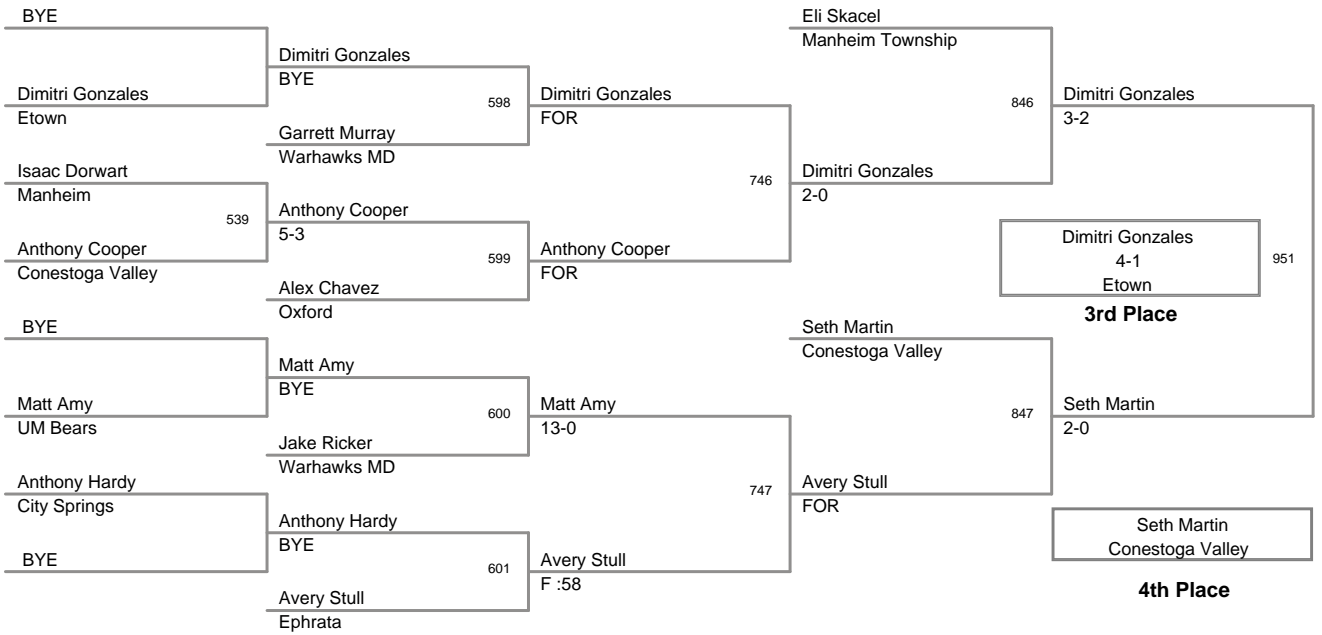 BYE
Dimitri Gonzales
Etown
Isaac Dorwart
Manheim
539
Anthony Cooper
Conestoga Valley
BYE
Matt Amy
UM Bears
Anthony Hardy
City Springs
BYE
Dimitri Gonzales
BYE
598
Garrett Murray
Warhawks MD
Anthony Cooper
5-3
599
Alex Chavez
Oxford
Matt Amy
BYE
600
Jake Ricker
Warhawks MD
Anthony Hardy
BYE
601
Avery Stull
Ephrata
Dimitri Gonzales
FOR
746
Anthony Cooper
FOR
Matt Amy
13-0
747
Avery Stull
F :58
Eli Skacel
Manheim Township
846
Dimitri Gonzales
2-0
Seth Martin
Conestoga Valley
847
Avery Stull
FOR
Dimitri Gonzales
3-2
Dimitri Gonzales
4-1
Etown
951
3rd Place
Seth Martin
2-0
Seth Martin
Conestoga Valley
4th Place